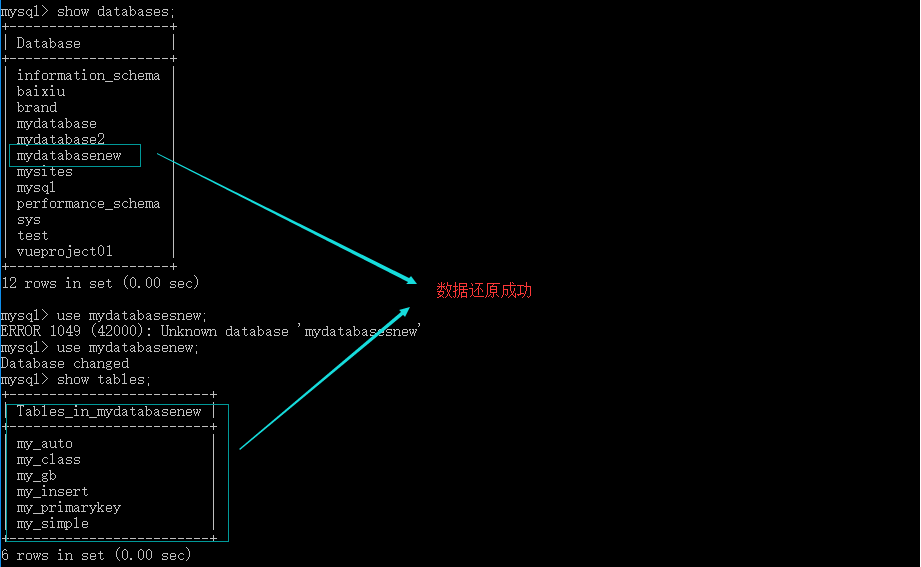 mysql> show databases;
+--------------------+
| Database           |
+--------------------+
| information_schema |
| baixiu             |
| brand              |
| mydatabase         |
| mydatabase2        |
| mydatabasenew      |
| mysites            |
| mysql              |
| performance_schema |
| sys                |
| test               |
| vueproject01       |
+--------------------+
12 rows in set (0.00 sec)
数据还原成功
mysql> use mydatabasesnew;
ERROR 1049 (42000): Unknown database 'mydatabasesnew'
mysql> use mydatabasenew;
Database changed
mysql> show tables;
+-------------------------+
| Tables_in_mydatabasenew |
+-------------------------+
| my_auto                 |
| my_class                |
| my_gb                   |
| my_insert               |
| my_primarykey           |
| my_simple               |
+-------------------------+
6 rows in set (0.00 sec)